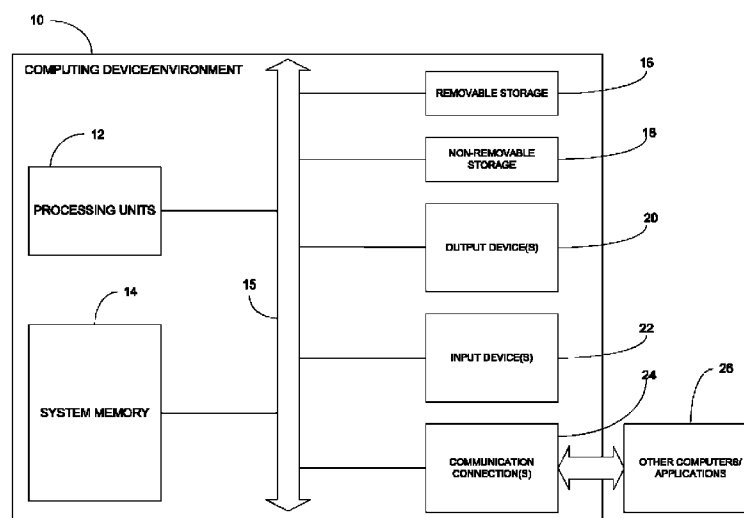 10
COMPUTING DEVICE/ENVIRONMENT
16
REMOVABLE STORAGE
12
18
NON-REMOVABLE
STORAGE
PROCESSING UNITS
20
OUTPUT DEVICE(S)
14
15
22
INPUT DEVICE(S)
24
26
SYSTEM MEMORY
COMMUNICATION
CONNECTION(S)
OTHER COMPUTERS/
APPLICATIONS